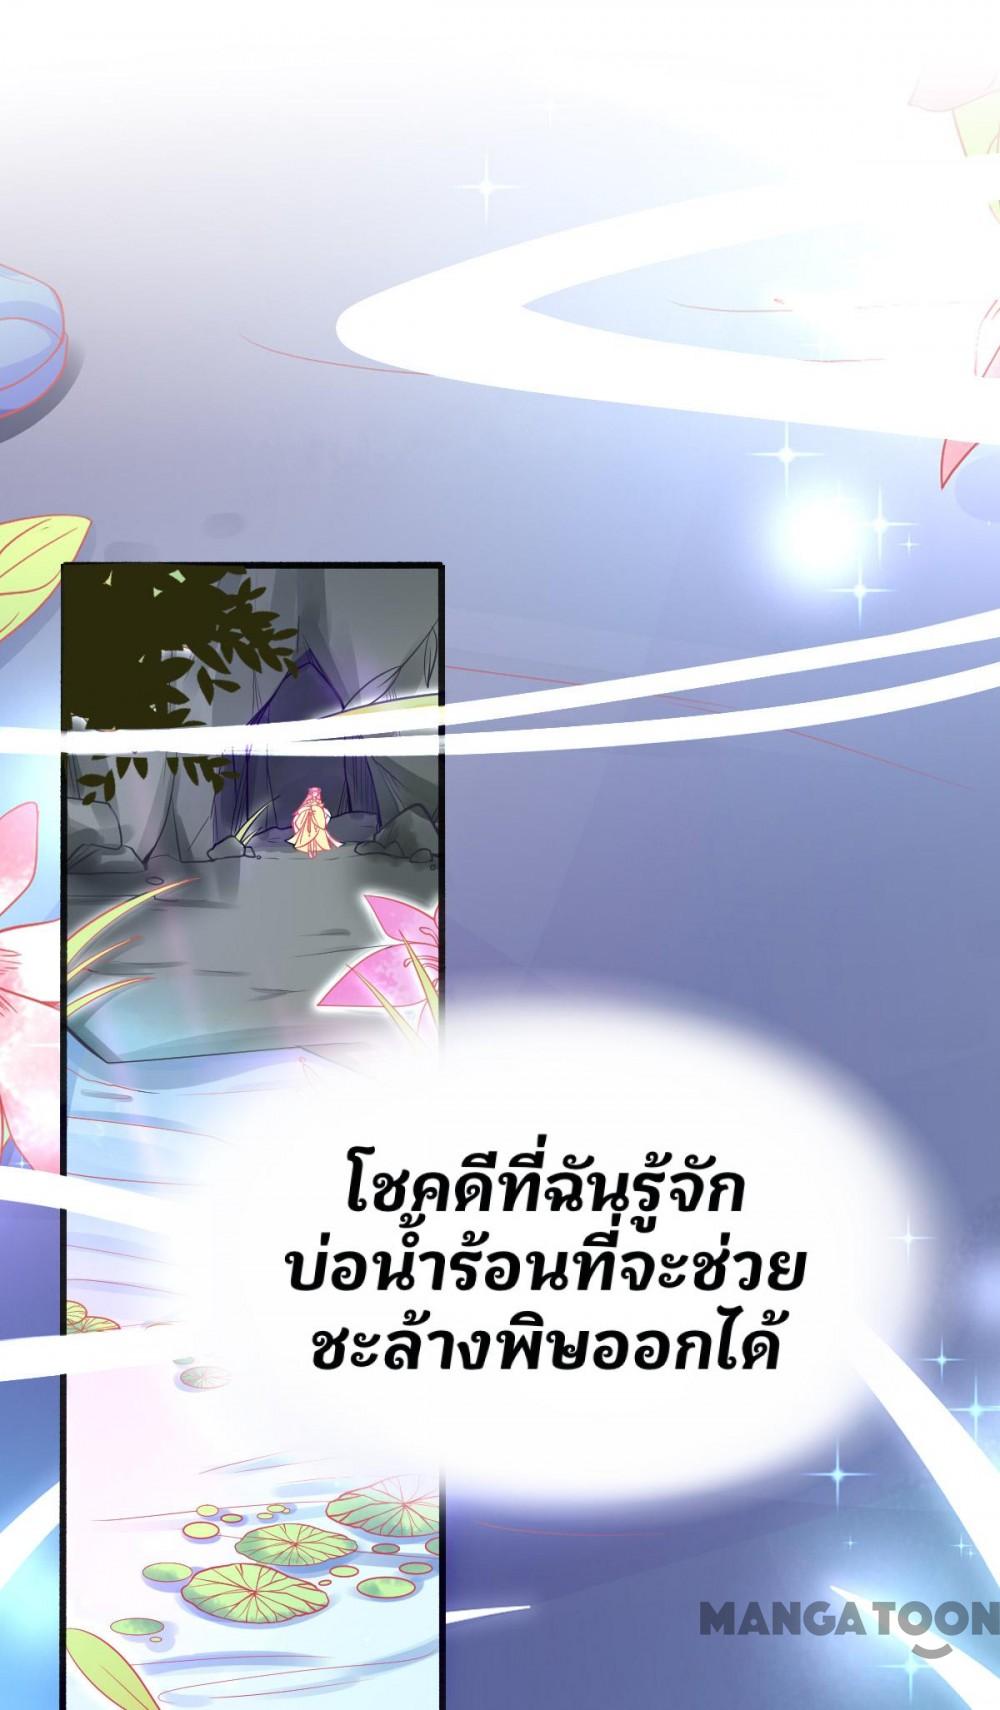 โชคดีที่ฉันรู้จัก
บ่อน้ำร้อนที่จะช่วย
ชะล้างพิษออกได้
MANGATOON